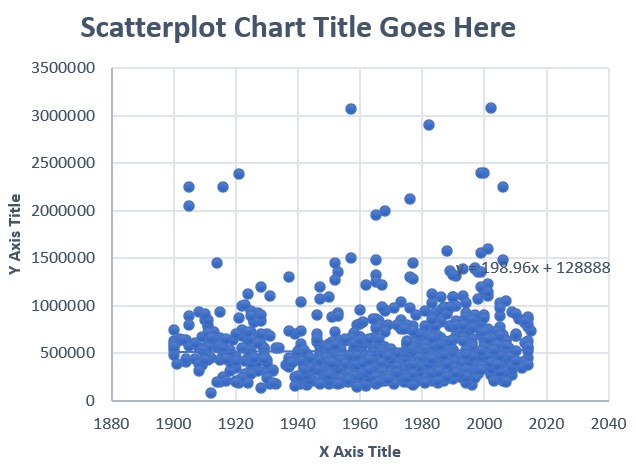 Scatterplot Chart Title Goes Here
3500000
3000000
2500000
2000000
1500000
1000000
500000
0
Y Axis Title
y = 198.96x + 128888
1880 1900 1920 1940 1960 1980 2000 2020 2040
X Axis Title